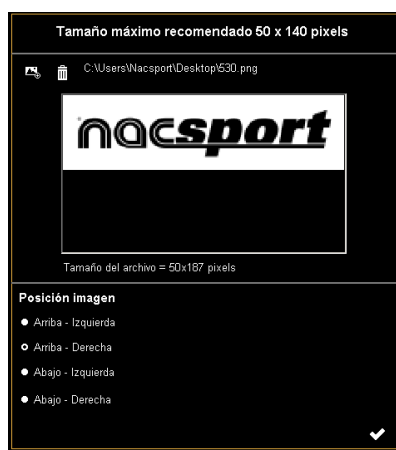 Tamaño máximo recomendado 50 x 140 pixels
C:\Users\Nacsport\Desktop\530.png
nacsport
Tamaño del archivo = 50x187 pixels
Posición imagen
Arriba - Izquierda
Arriba - Derecha
Abajo - Izquierda
Abajo - Derecha